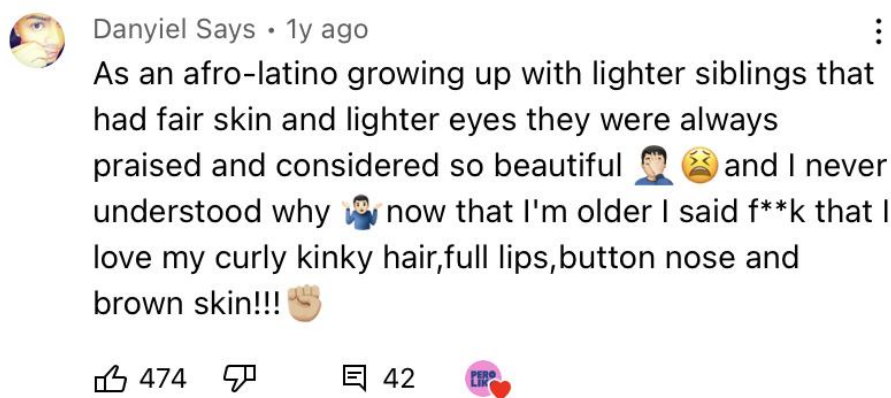 Danyiel Says • 1y ago
As an afro-latino growing up with lighter siblings that
had fair skin and lighter eyes they were always
praised and considered so beautiful 🤦🏻‍♂️ 😫 and I never
understood why 🤷🏻‍♂️ now that I'm older I said f**k that I
love my curly kinky hair,full lips,button nose and
brown skin!!! ✊🏼
474 42
PERO
LIKE